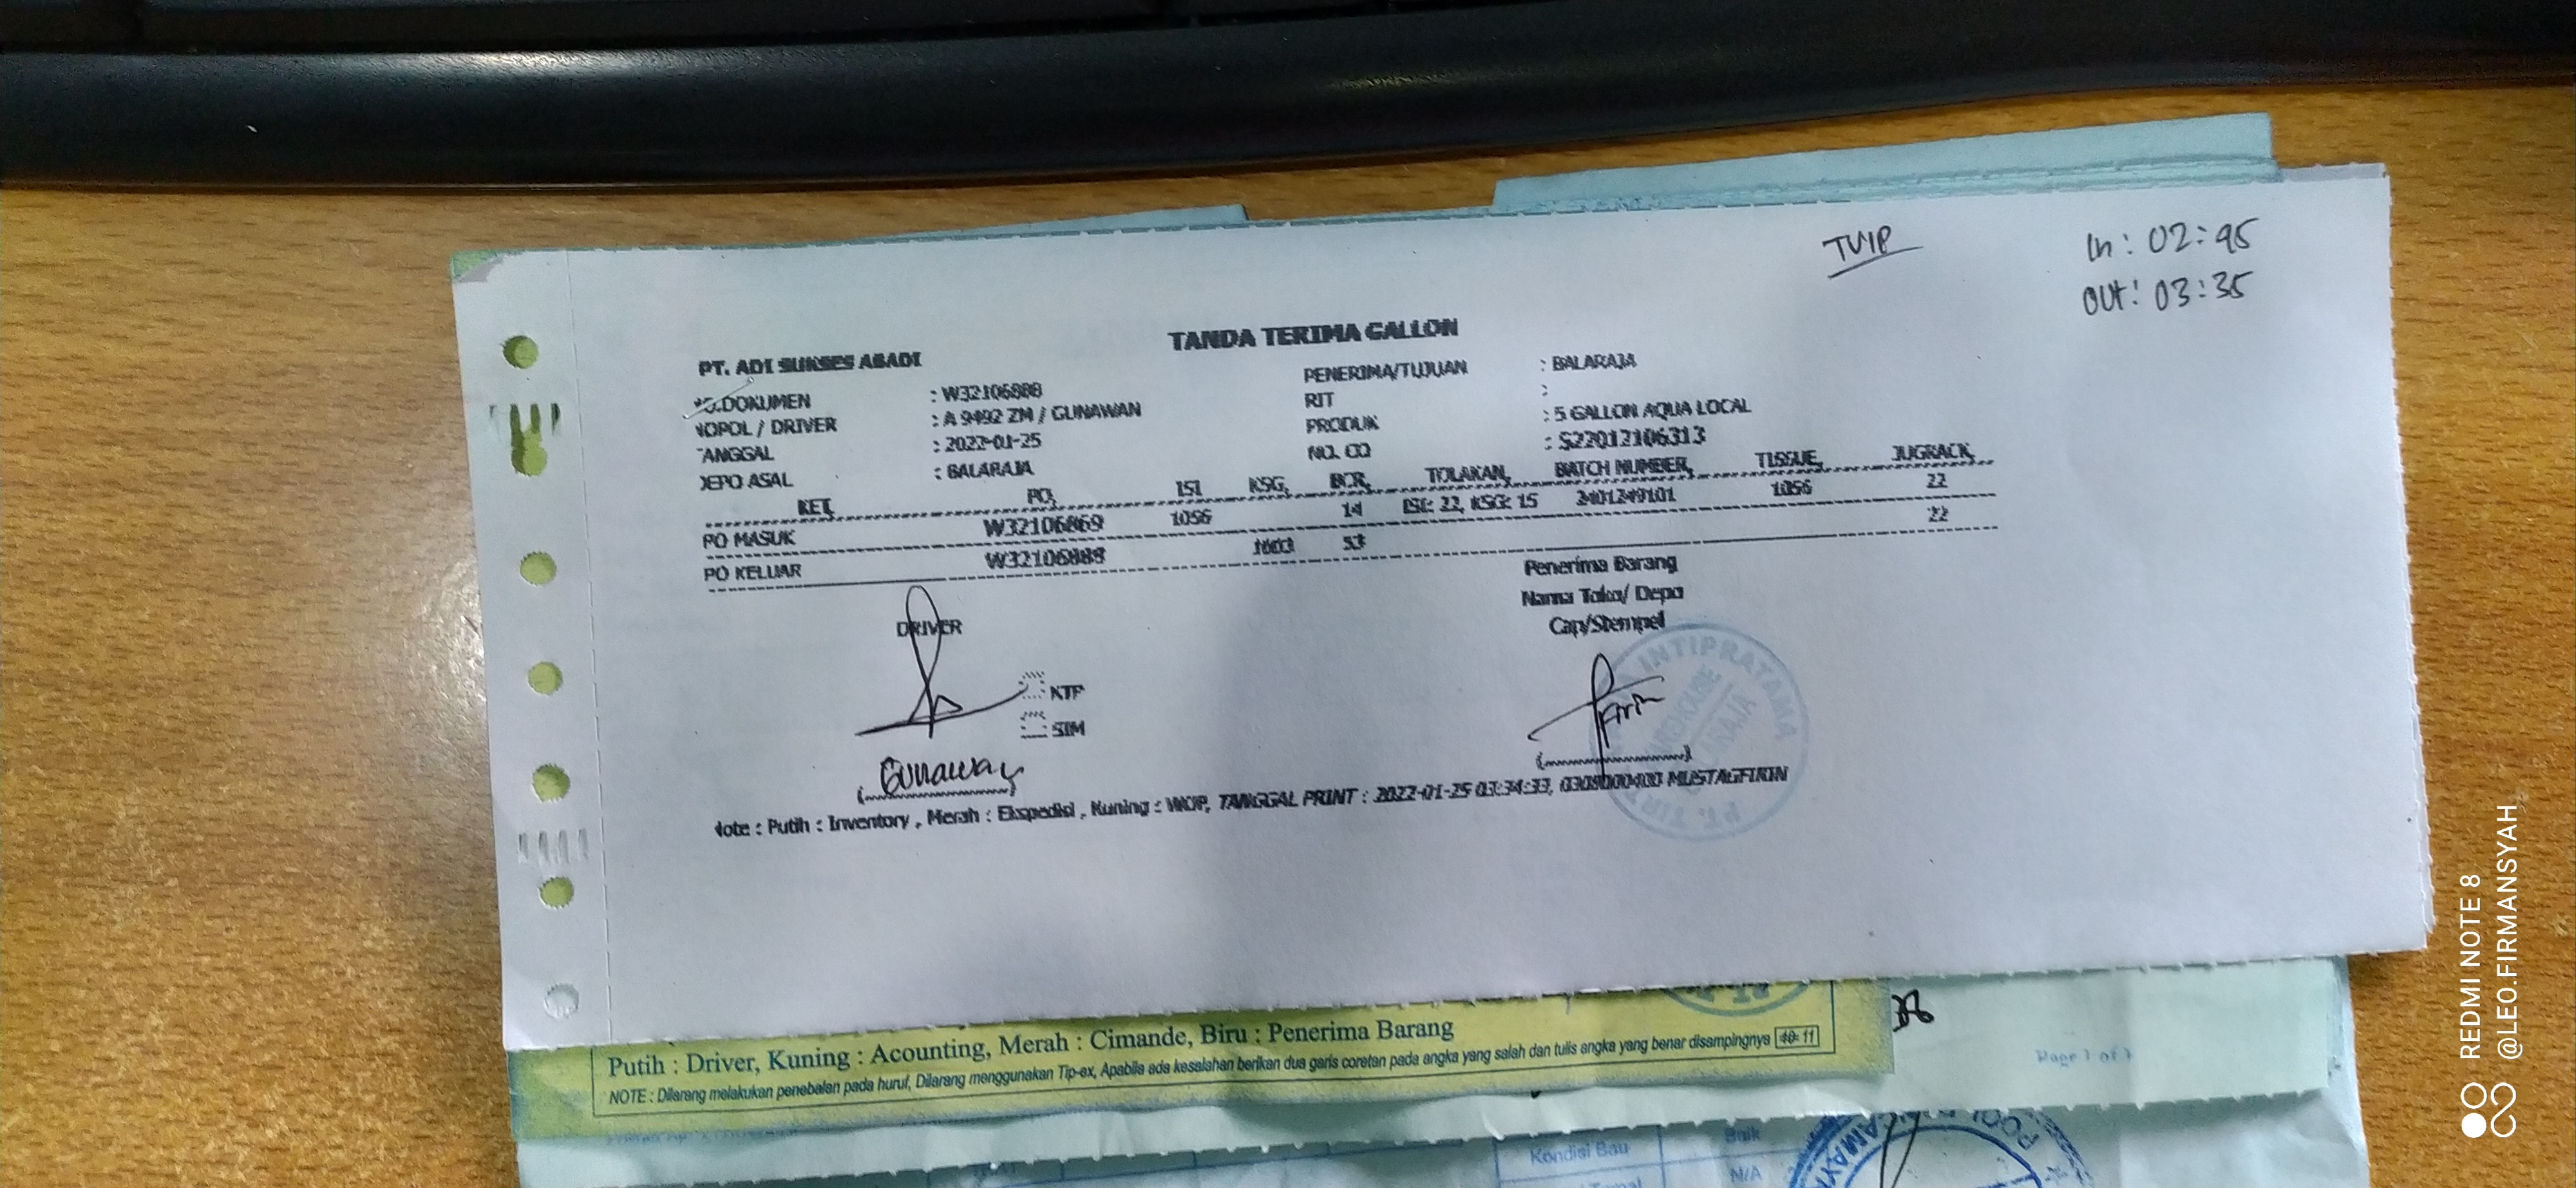 TVIP
In : 02:45
OUT : 03:35
TANDA TERIMA GALLON
PT. ADI SUKSES ABADI
PENERIMA/TUJUAN : BALARAJA
NO.DOKUMEN : W32106888
RIT :
NOPOL / DRIVER : A 9492 ZM / GUNAWAN
PRODUK : 5 GALLON AQUA LOCAL
TANGGAL : 2022-01-25
NO. CO : S22012106313
DEPO ASAL : BALARAJA
KET, PO, ISI KSG, BCR, TOLAKAN, BATCH NUMBER, TISSUE, JUGRACK,
PO MASUK W32106869 1056 14 ISI: 22, KSG: 15 2401249101 1056 22
PO KELUAR W32106888 53 22
Penerima Barang
Nama Toko/ Depo
Cap/Stempel
DRIVER
KTP
SIM
Firin
Gunawan
Note : Putih : Inventory , Merah : Ekspedisi , Kuning : WOP, TANGGAL PRINT : 2022-01-25 03:34:33, 0309000400 MUSTAGFIRIN
INTIPRATAMA
PT. TIRT
Putih : Driver, Kuning : Acounting, Merah : Cimande, Biru : Penerima Barang
NOTE : Dilarang melakukan penebalan pada huruf, Dilarang menggunakan Tip-ex, Apabila ada kesalahan berikan dua garis coretan pada angka yang salah dan tulis angka yang benar disampingnya 10 11
Page 1 of 1
Kondisi Bau Baik
N/A
REDMI NOTE 8
@LEO.FIRMANSYAH